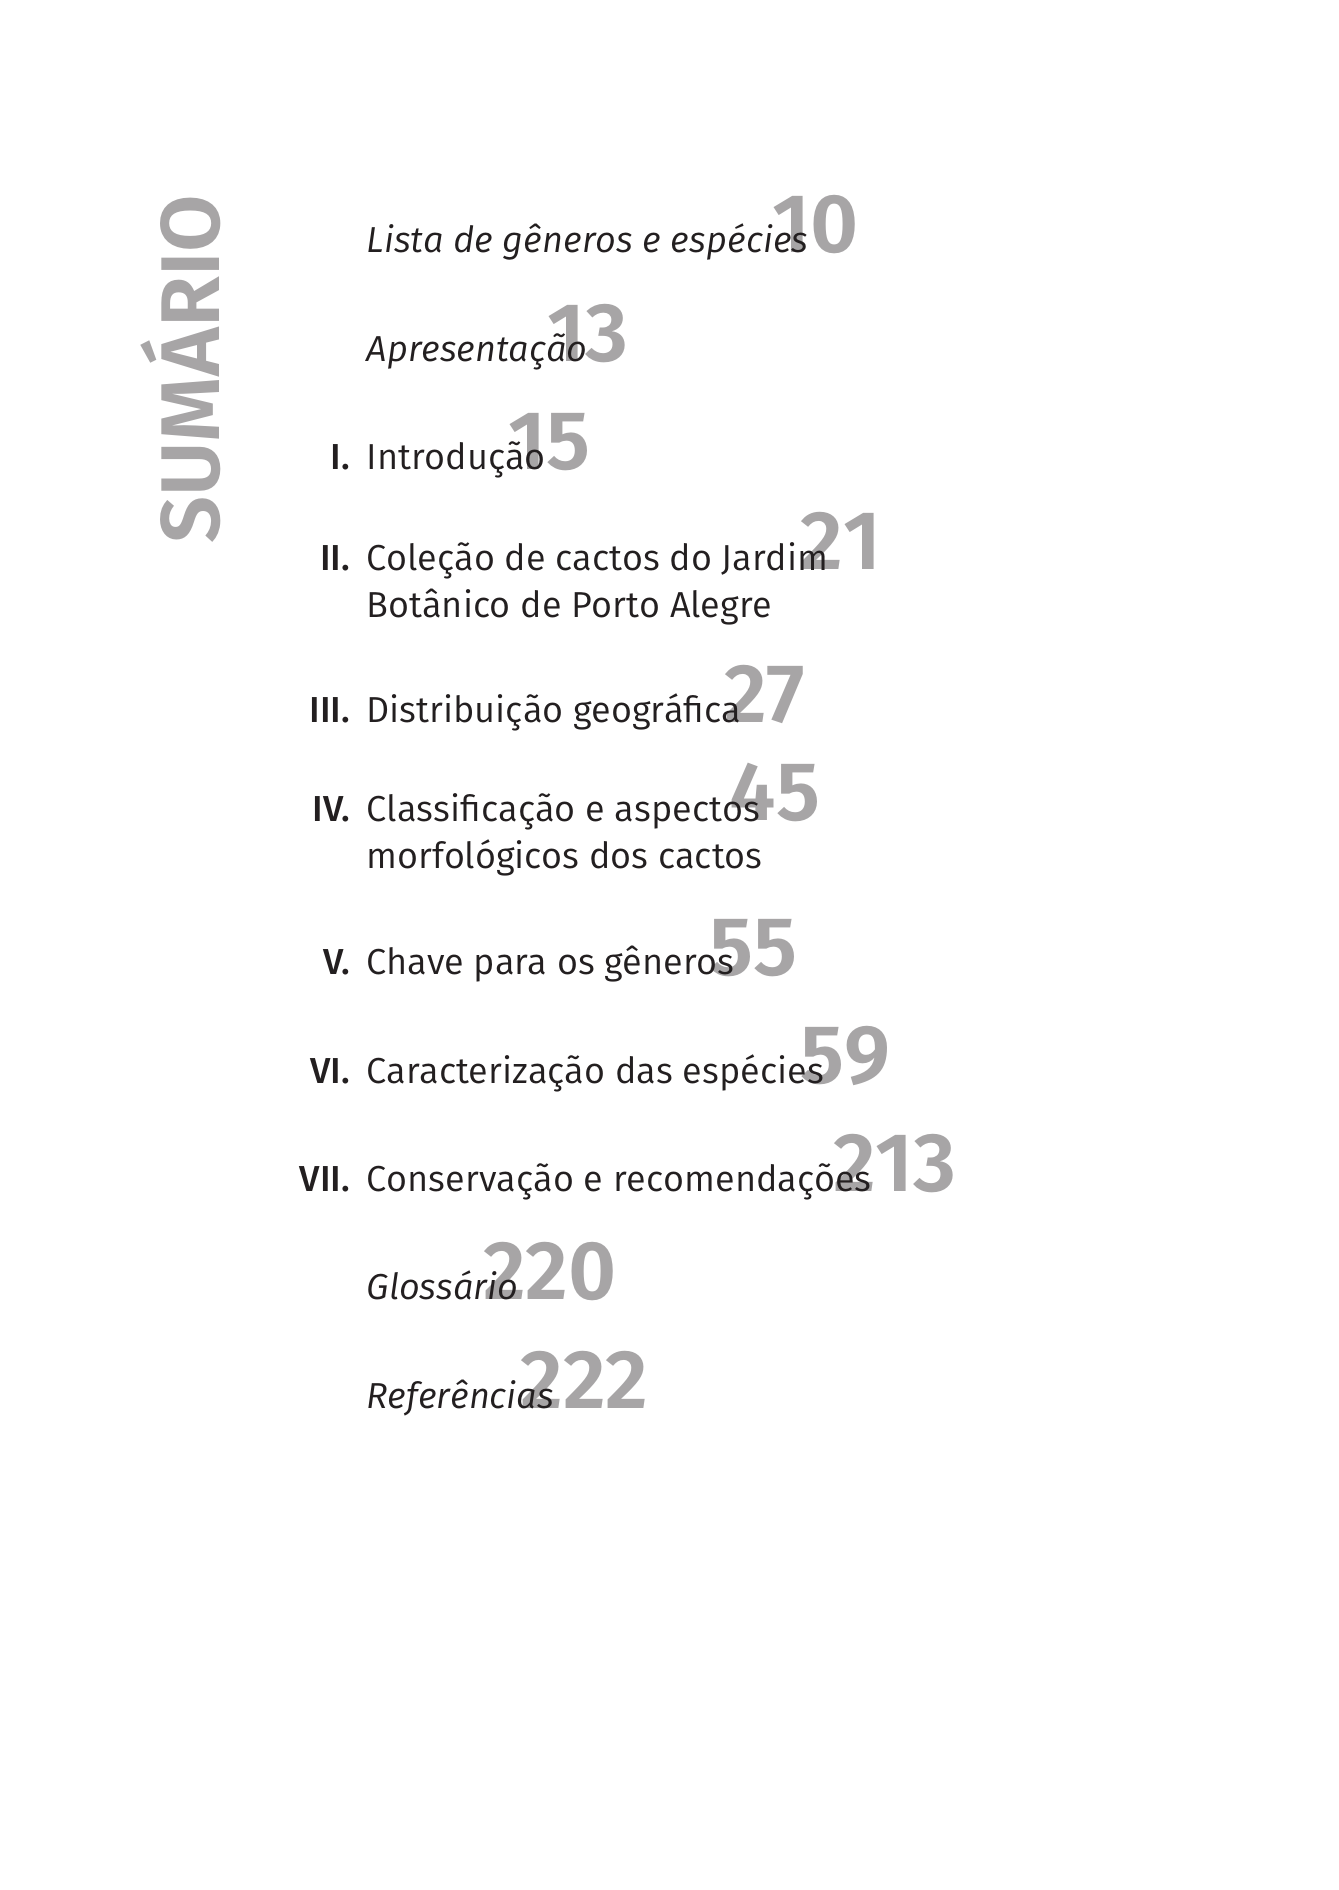 SUMÁRIO
Lista de gêneros e espécies 10
Apresentação 13
I. Introdução 15
II. Coleção de cactos do Jardim 21
Botânico de Porto Alegre
III. Distribuição geográfica 27
IV. Classificação e aspectos 45
morfológicos dos cactos
V. Chave para os gêneros 55
VI. Caracterização das espécies 59
VII. Conservação e recomendações 213
Glossário 220
Referências 222